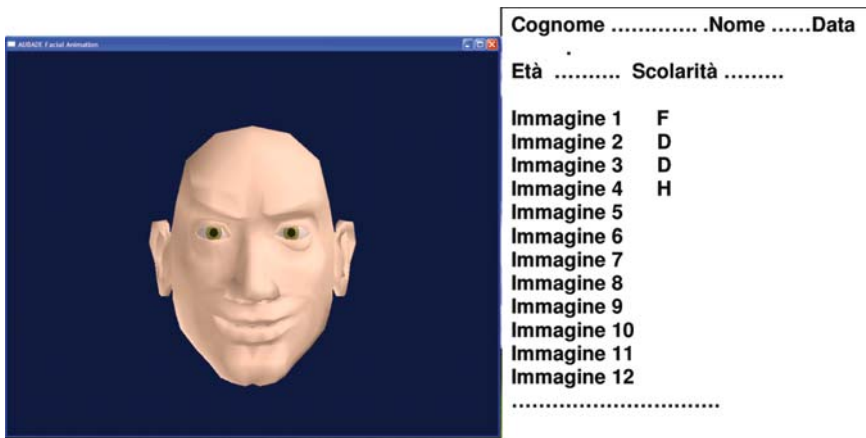 AUBADE Facial Animation
Cognome ............. .Nome ......Data
.
Età .......... Scolarità .........
Immagine 1 F
Immagine 2 D
Immagine 3 D
Immagine 4 H
Immagine 5
Immagine 6
Immagine 7
Immagine 8
Immagine 9
Immagine 10
Immagine 11
Immagine 12
................................